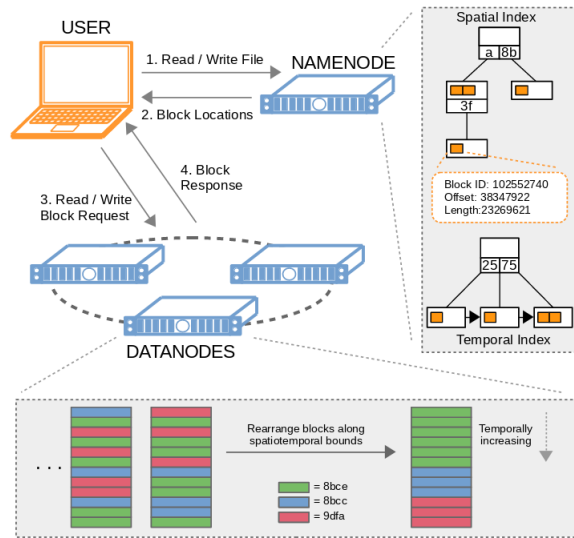 USER
1. Read / Write File
NAMENODE
2. Block Locations
3. Read / Write
Block Request
4. Block
Response
DATANODES
Spatial Index
a 8b
3f
Block ID: 102552740
Offset: 38347922
Length:23269621
25 75
Temporal Index
. . .
Rearrange blocks along
spatiotemporal bounds
Temporally
increasing
= 8bce
= 8bcc
= 9dfa